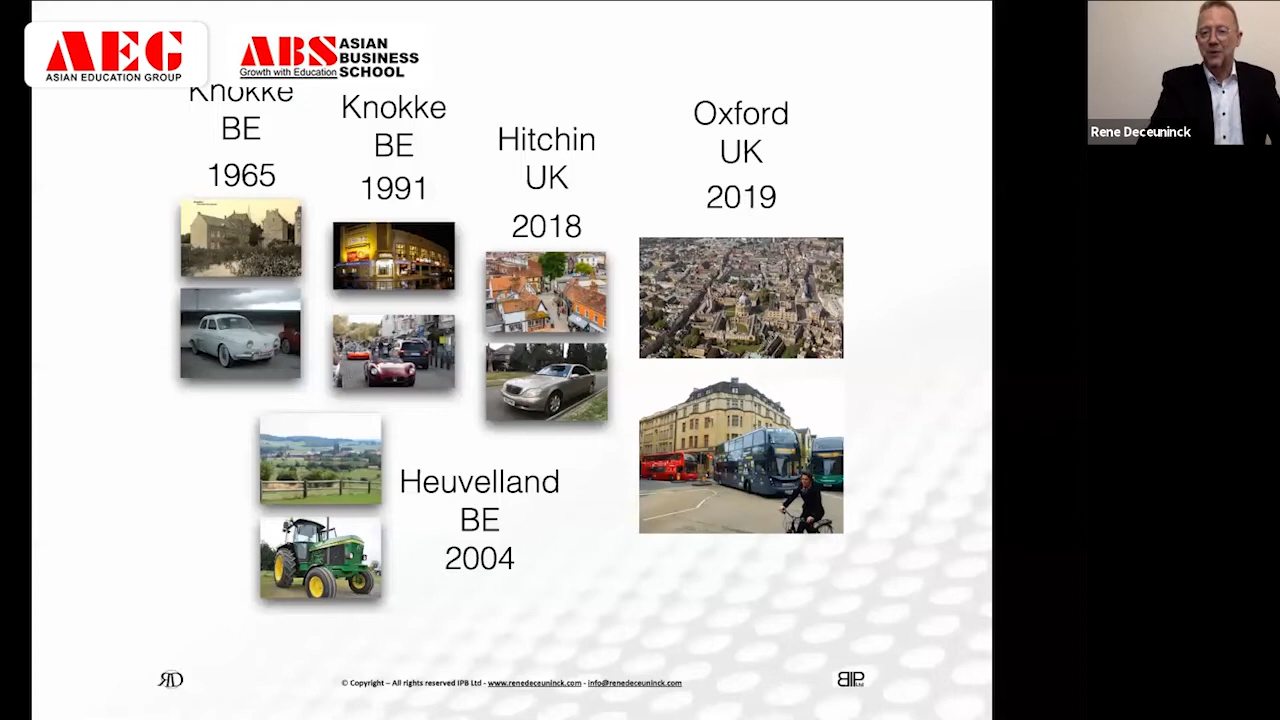 AEG
ASIAN EDUCATION GROUP
ABS ASIAN BUSINESS SCHOOL
Growth with Education
Knokke
BE
1965
Knokke
BE
1991
Hitchin
UK
2018
Oxford
UK
2019
Heuvelland
BE
2004
Rene Deceuninck
RD
© Copyright – All rights reserved IPB Ltd - www.renedeceuninck.com - info@renedeceuninck.com